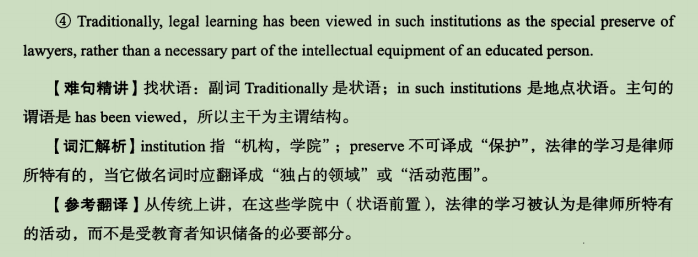 ④ Traditionally, legal learning has been viewed in such institutions as the special preserve of
lawyers, rather than a necessary part of the intellectual equipment of an educated person.
【难句精讲】找状语：副词 Traditionally 是状语；in such institutions 是地点状语。主句的
谓语是 has been viewed，所以主干为主谓结构。
【词汇解析】institution 指“机构，学院”；preserve 不可译成“保护”，法律的学习是律师
所特有的，当它做名词时应翻译成“独占的领域”或“活动范围”。
【参考翻译】从传统上讲，在这些学院中（状语前置），法律的学习被认为是律师所特有
的活动，而不是受教育者知识储备的必要部分。